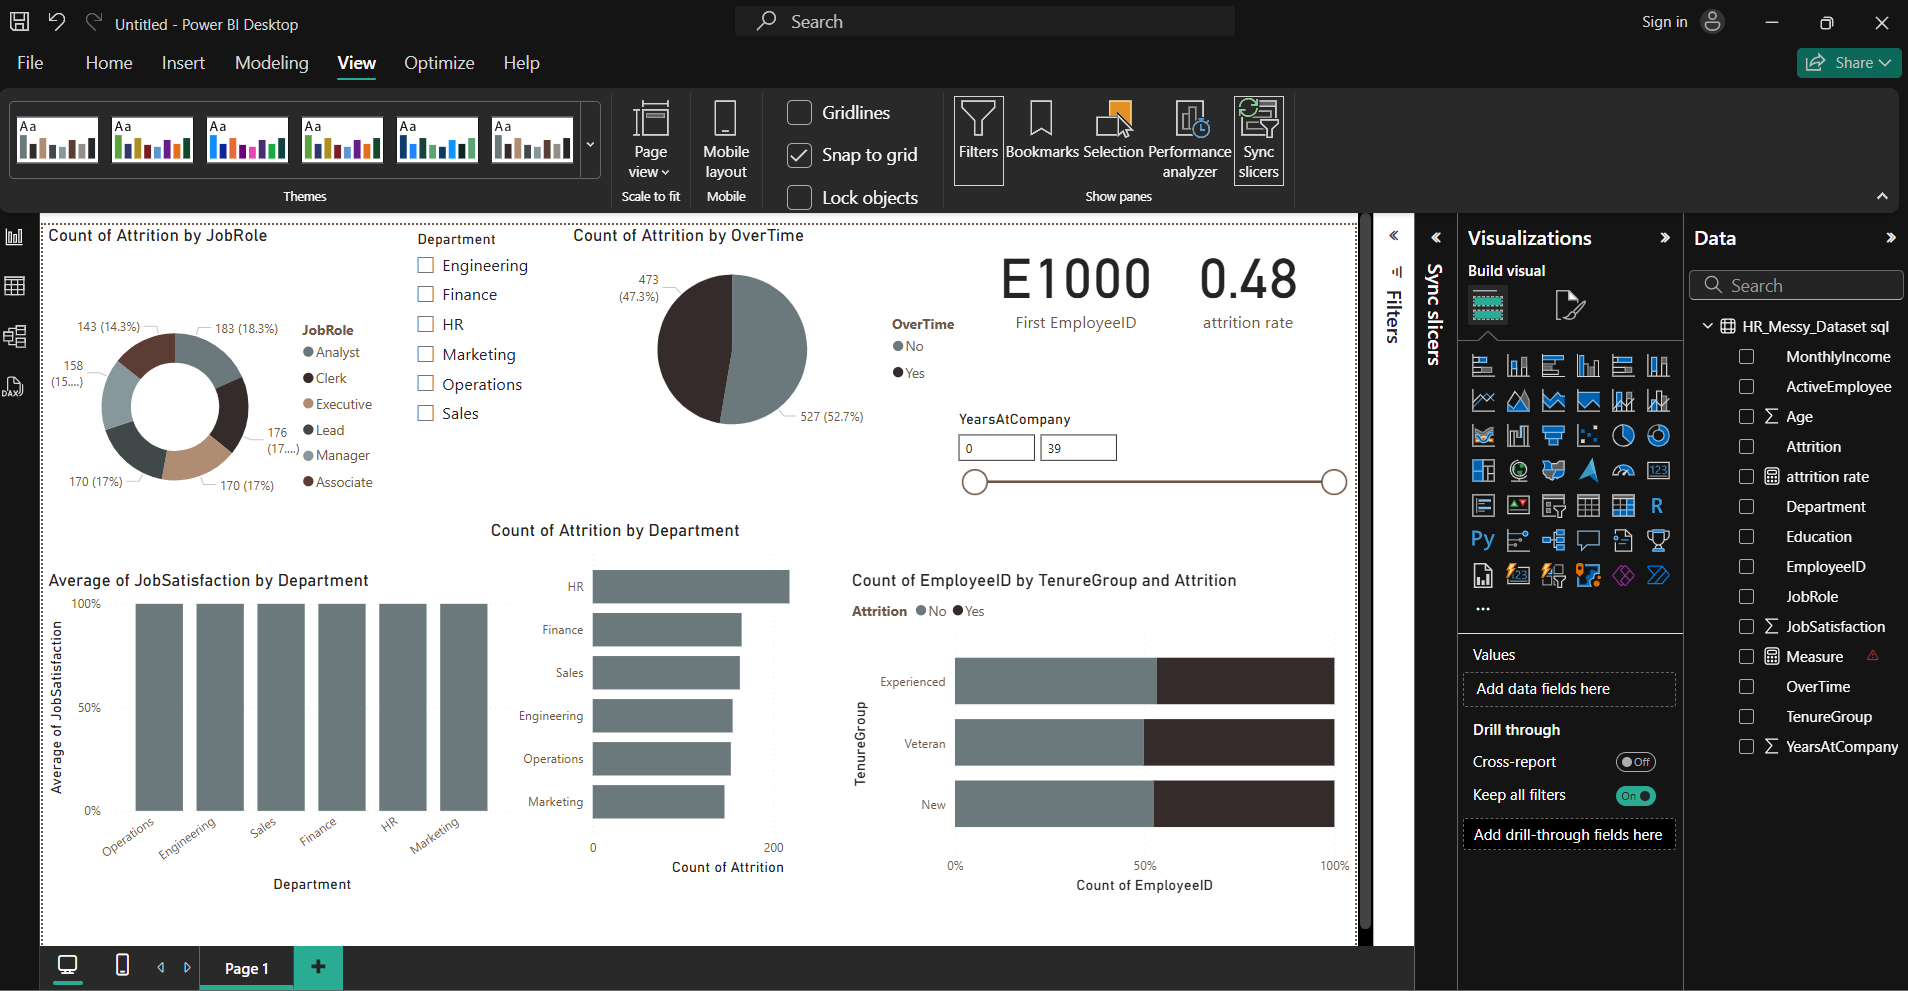 Untitled - Power BI Desktop
Search
Sign in
File
Home
Insert
Modeling
View
Optimize
Help
Share
Aa
Aa
Aa
Aa
Aa
Aa
Themes
Page
view
Scale to fit
Mobile
layout
Mobile
Gridlines
Snap to grid
Lock objects
Filters
Bookmarks
Selection
Performance
analyzer
Sync
slicers
Show panes
DAX
Count of Attrition by JobRole
143 (14.3%)
183 (18.3%)
158
(15....)
176
(17....)
170 (17%)
170 (17%)
JobRole
Analyst
Clerk
Executive
Lead
Manager
Associate
Department
Engineering
Finance
HR
Marketing
Operations
Sales
Count of Attrition by OverTime
473
(47.3%)
527 (52.7%)
OverTime
No
Yes
E1000
First EmployeeID
0.48
attrition rate
YearsAtCompany
0
39
Average of JobSatisfaction by Department
Average of JobSatisfaction
100%
50%
0%
Operations
Engineering
Sales
Finance
HR
Marketing
Department
Count of Attrition by Department
HR
Finance
Sales
Engineering
Operations
Marketing
0
200
Count of Attrition
Count of EmployeeID by TenureGroup and Attrition
Attrition
No
Yes
TenureGroup
Experienced
Veteran
New
0%
50%
100%
Count of EmployeeID
Filters
Sync slicers
Visualizations
Build visual
123
R
Py
123
...
Values
Add data fields here
Drill through
Cross-report
Off
Keep all filters
On
Add drill-through fields here
Data
Search
HR_Messy_Dataset sql
MonthlyIncome
ActiveEmployee
Age
Attrition
attrition rate
Department
Education
EmployeeID
JobRole
JobSatisfaction
Measure
OverTime
TenureGroup
YearsAtCompany
Page 1